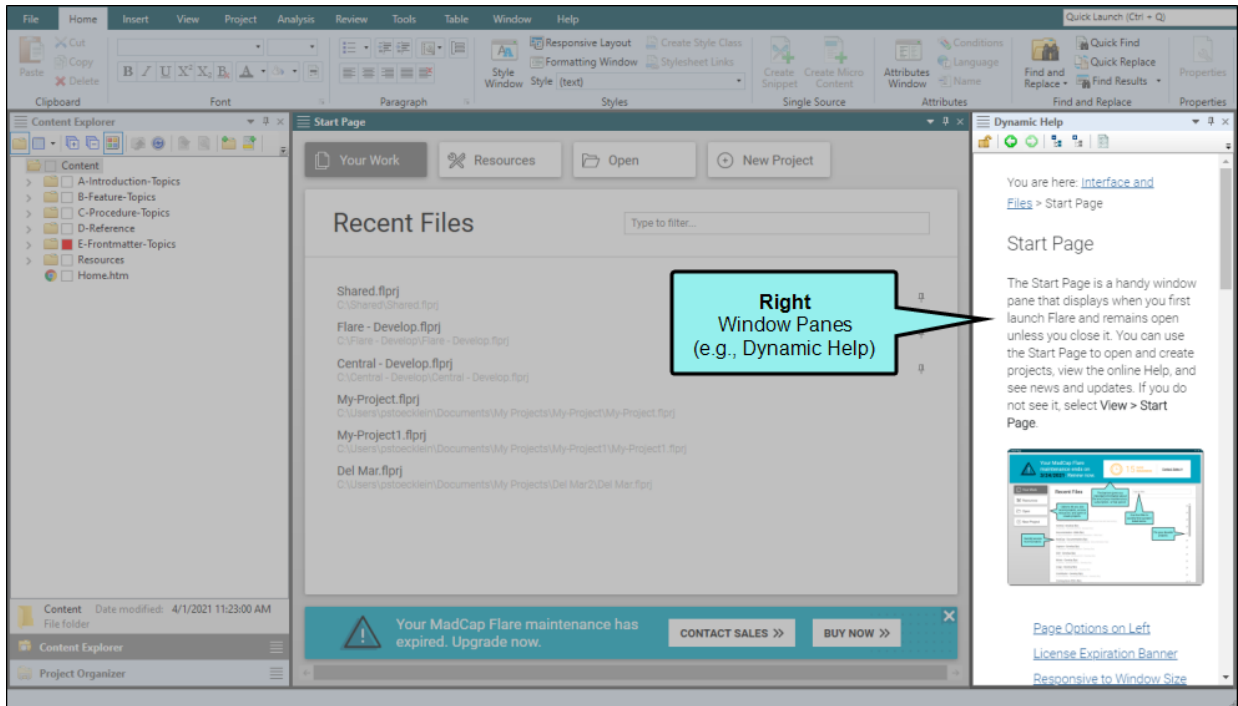 File Home Insert View Project Analysis Review Tools Table Window Help
Quick Launch (Ctrl + Q)
Paste
Cut
Copy
Delete
Clipboard
B I U X² X₂ B A
Font
Paragraph
Style Window
Responsive Layout
Formatting Window
Style (text)
Create Style Class
Stylesheet Links
Styles
Create Snippet
Create Micro Content
Single Source
Attributes Window
Conditions
Language
Name
Attributes
Find and Replace
Quick Find
Quick Replace
Find Results
Find and Replace
Properties
Properties
Content Explorer
Content
A-Introduction-Topics
B-Feature-Topics
C-Procedure-Topics
D-Reference
E-Frontmatter-Topics
Resources
Home.htm
Content Date modified: 4/1/2021 11:23:00 AM
File folder
Content Explorer
Project Organizer
Start Page
Your Work
Resources
Open
New Project
Recent Files
Type to filter...
Shared.flprj
C:\Shared\Shared.flprj
Flare - Develop.flprj
C:\Flare - Develop\Flare - Develop.flprj
Central - Develop.flprj
C:\Central - Develop\Central - Develop.flprj
My-Project.flprj
C:\Users\pstoecklein\Documents\My Projects\My-Project\My-Project.flprj
My-Project1.flprj
C:\Users\pstoecklein\Documents\My Projects\My-Project1\My-Project1.flprj
Del Mar.flprj
C:\Users\pstoecklein\Documents\My Projects\Del Mar2\Del Mar.flprj
Right
Window Panes
(e.g., Dynamic Help)
Your MadCap Flare maintenance has
expired. Upgrade now.
CONTACT SALES
BUY NOW
Dynamic Help
You are here: Interface and
Files > Start Page
Start Page
The Start Page is a handy window
pane that displays when you first
launch Flare and remains open
unless you close it. You can use
the Start Page to open and create
projects, view the online Help, and
see news and updates. If you do
not see it, select View > Start
Page.
Your MadCap Flare
Recent Files
Page Options on Left
License Expiration Banner
Responsive to Window Size